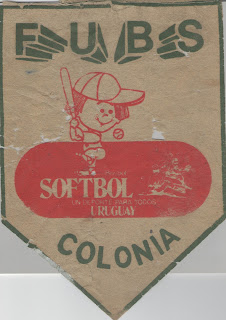 FUBS
SOFTBOL
UN DEPORTE PARA TODOS
URUGUAY
COLONIA